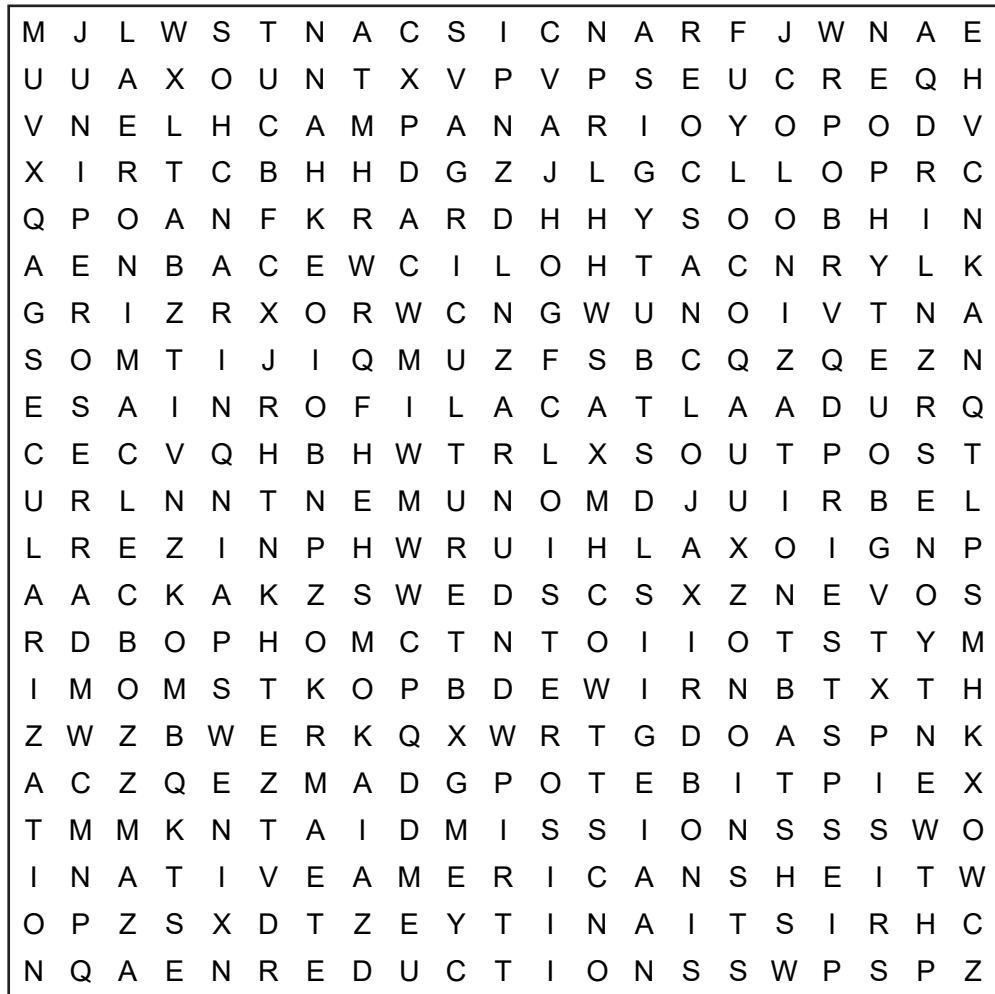 M J L W S T N A C S I C N A R F J W N A E
U U A X O U N T X V P V P S E U C R E Q H
V N E L H C A M P A N A R I O Y O P O D V
X I R T C B H H D G Z J L G C L L O P R C
Q P O A N F K R A R D H H Y S O O B H I N
A E N B A C E W C I L O H T A C N R Y L K
G R I Z R X O R W C N G W U N O I V T N A
S O M T I J I Q M U Z F S B C Q Z Q E Z N
E S A I N R O F I L A C A T L A A D U R Q
C E C V Q H B H W T R L X S O U T P O S T
U R L N N T N E M U N O M D J U I R B E L
L R E Z I N P H W R U I H L A X O I G N P
A A C K A K Z S W E D S C S X Z N E V O S
R D B O P H O M C T N T O I I O T S T Y M
I M O M S T K O P B D E W I R N B T X T H
Z W Z B W E R K Q X W R T G D O A S P N K
A C Z Q E Z M A D G P O T E B I T P I E X
T M M K N T A I D M I S S I O N S S S W O
I N A T I V E A M E R I C A N S H E I T W
O P Z S X D T Z E Y T I N A I T S I R H C
N Q A E N R E D U C T I O N S S W P S P Z